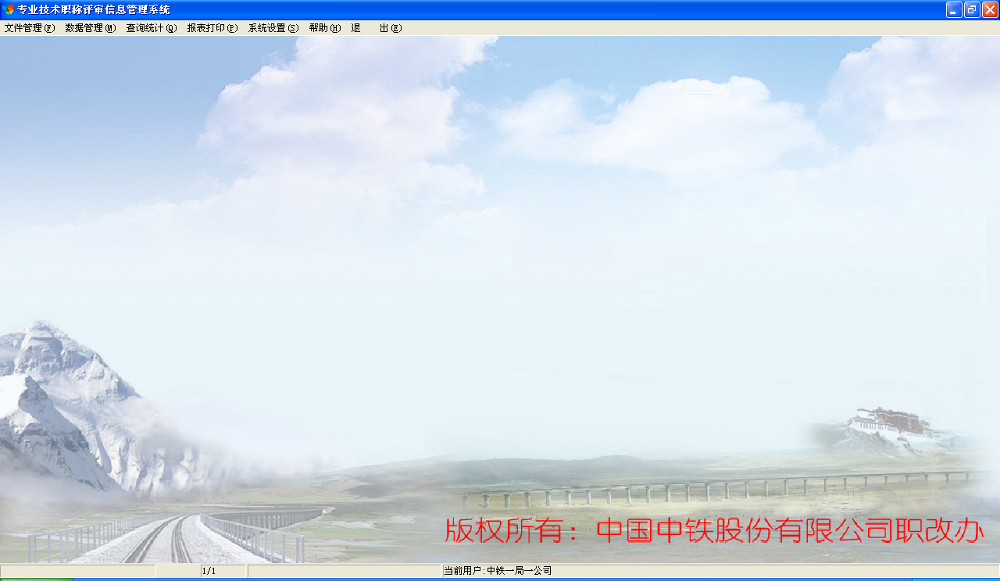 专业技术职称评审信息管理系统
文件管理(F) 数据管理(M) 查询统计(Q) 报表打印(P) 系统设置(S) 帮助(H) 退 出(E)
版权所有：中国中铁股份有限公司职改办
1/1 当前用户:中铁一局一公司